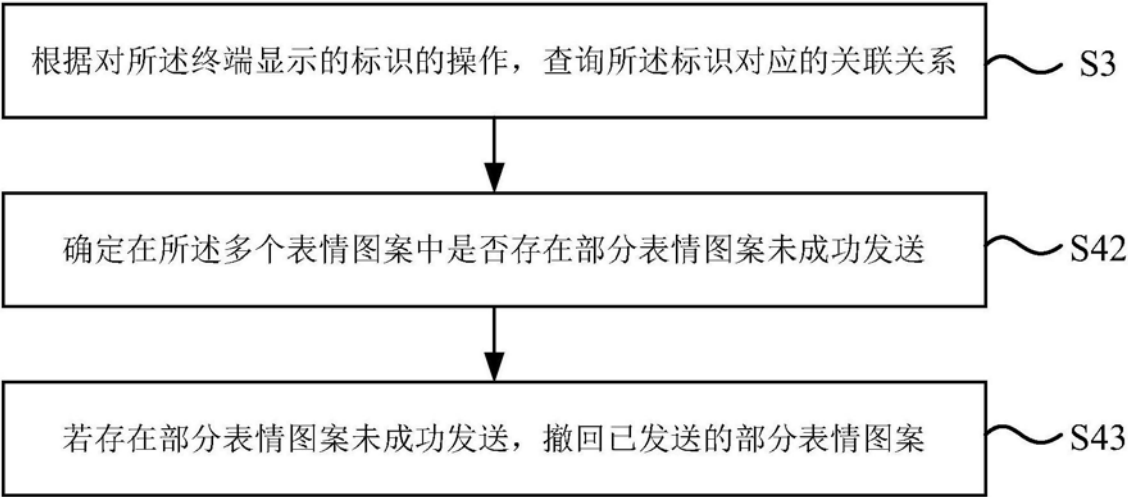 根据对所述终端显示的标识的操作，查询所述标识对应的关联关系
S3
确定在所述多个表情图案中是否存在部分表情图案未成功发送
S42
若存在部分表情图案未成功发送，撤回已发送的部分表情图案
S43